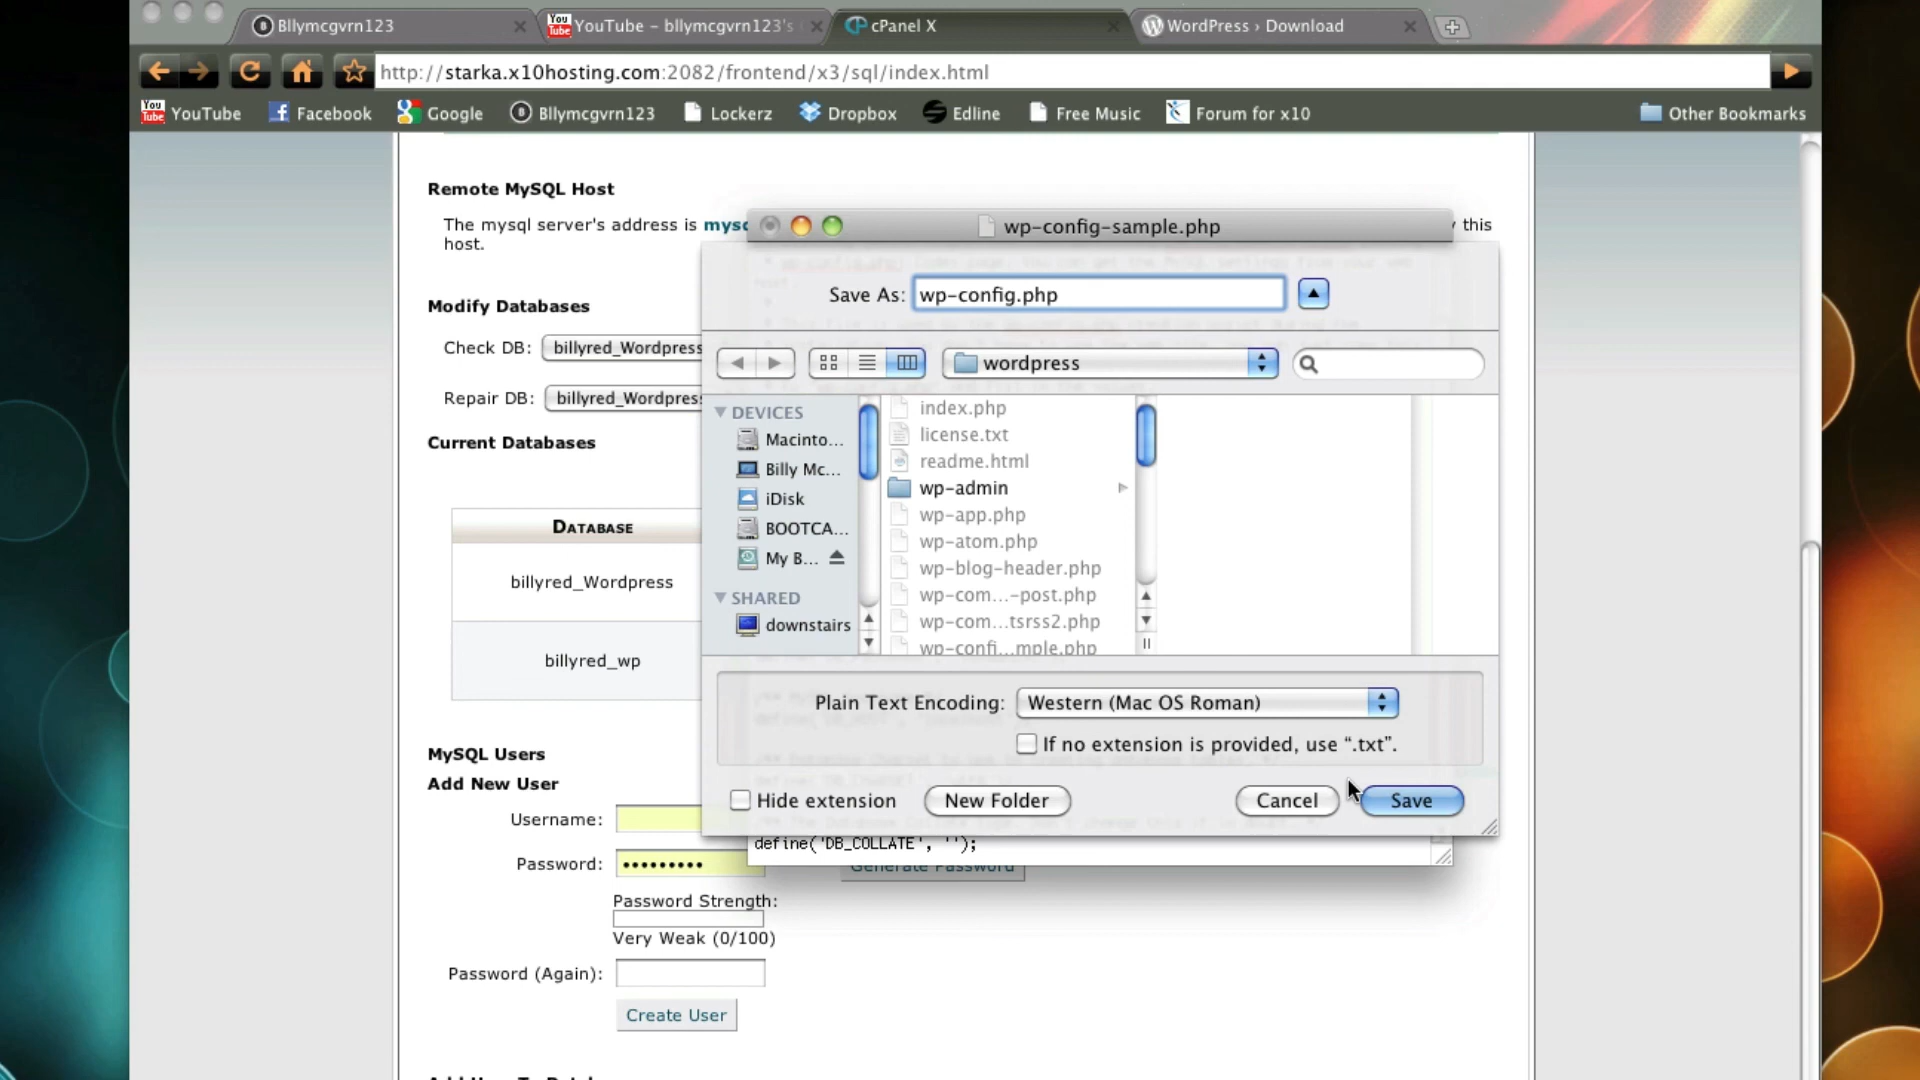 Bllymcgvrn123
You Tube YouTube – bllymcgvrn123's
cPanel X
WordPress › Download
http://starka.x10hosting.com:2082/frontend/x3/sql/index.html
You Tube YouTube
Facebook
Google
Bllymcgvrn123
Lockerz
Dropbox
Edline
Free Music
Forum for x10
Other Bookmarks
Remote MySQL Host
The mysql server's address is
this
host.
Modify Databases
Check DB: billyred_Wordpress
Repair DB: billyred_Wordpress
Current Databases
DATABASE
billyred_Wordpress
billyred_wp
MySQL Users
Add New User
Username:
Password: •••••••••
Generate Password
Password Strength:
Very Weak (0/100)
Password (Again):
Create User
wp-config-sample.php
Save As: wp-config.php
wordpress
DEVICES
Macinto...
Billy Mc...
iDisk
BOOTCA...
My B...
SHARED
downstairs
index.php
license.txt
readme.html
wp-admin
wp-app.php
wp-atom.php
wp-blog-header.php
wp-com...-post.php
wp-com...tsrss2.php
wp-confi...mple.php
Plain Text Encoding: Western (Mac OS Roman)
If no extension is provided, use “.txt”.
Hide extension
New Folder
Cancel
Save
define('DB_COLLATE', '');